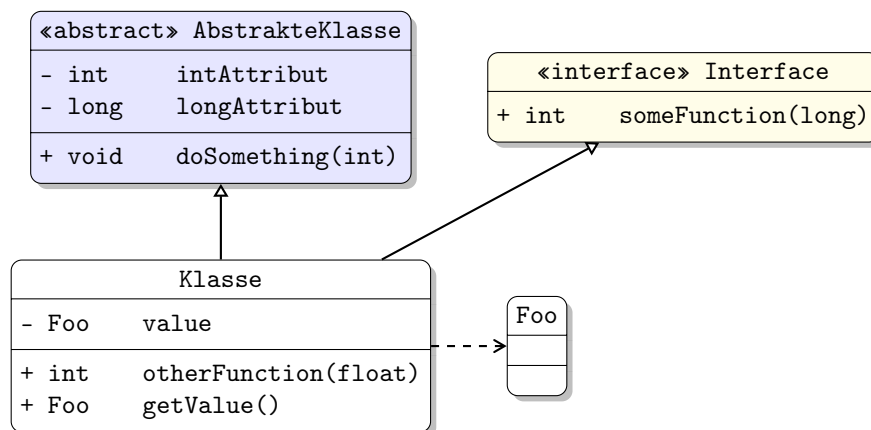 «abstract» AbstrakteKlasse
- int intAttribut
- long longAttribut
+ void doSomething(int)
«interface» Interface
+ int someFunction(long)
Klasse
- Foo value
+ int otherFunction(float)
+ Foo getValue()
Foo